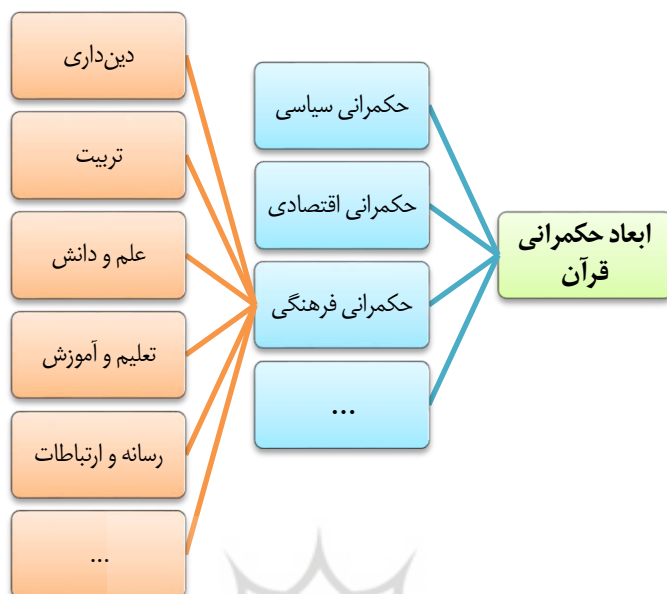 ابعاد حکمرانی
قرآن
حکمرانی سیاسی
حکمرانی اقتصادی
حکمرانی فرهنگی
...
دین‌داری
تربیت
علم و دانش
تعلیم و آموزش
رسانه و ارتباطات
...